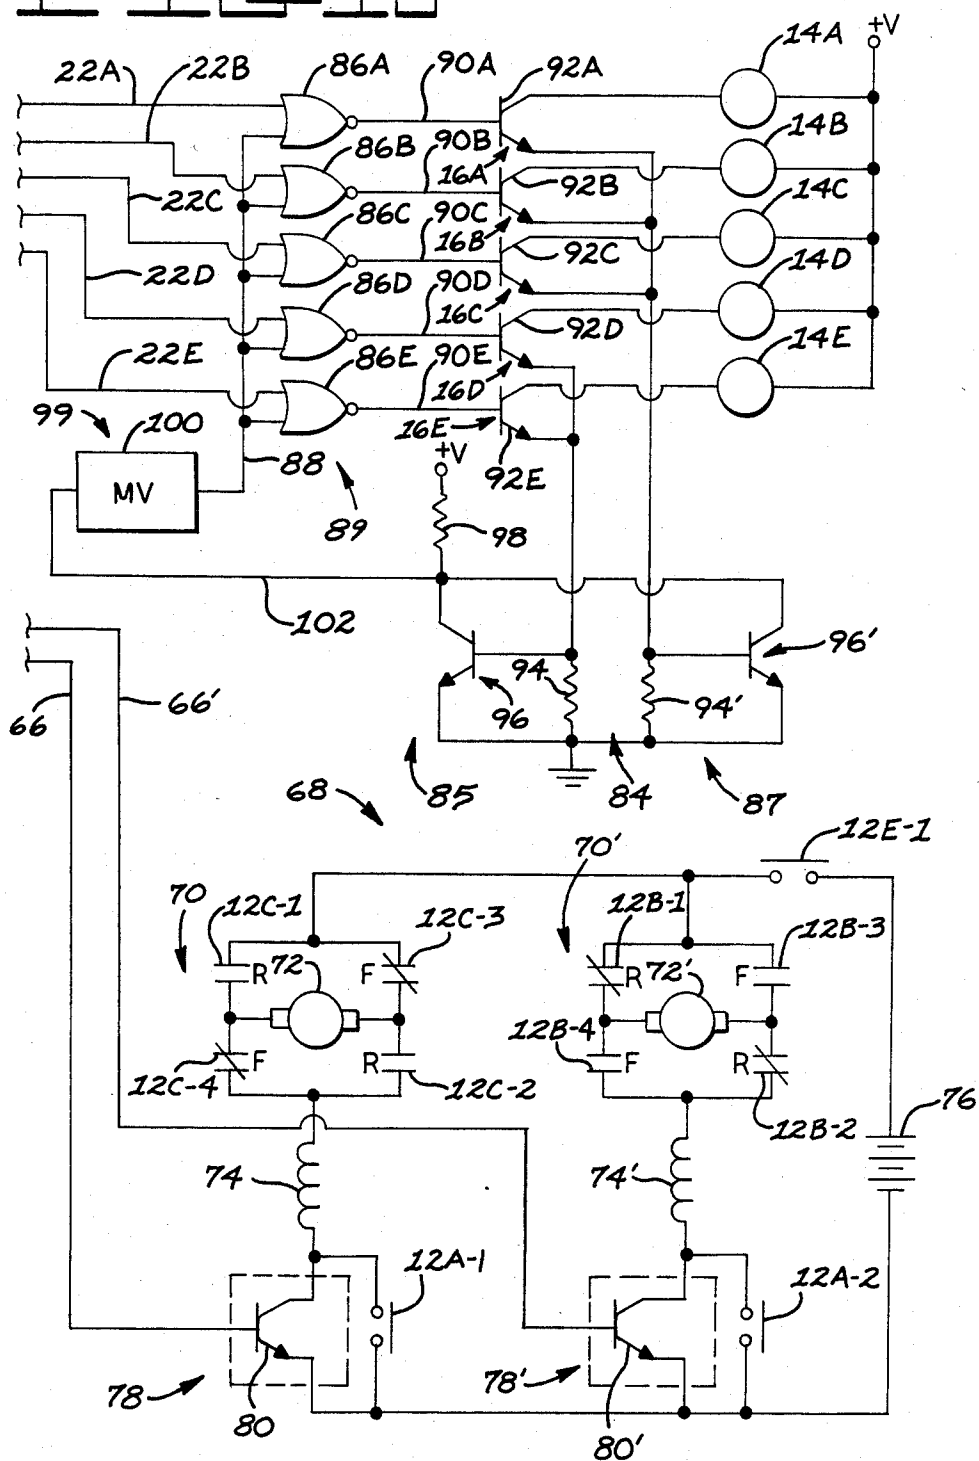 +V
14A
22A
22B
86A
90A
92A
14B
86B
90B
16A
92B
14C
22C
86C
90C
16B
92C
14D
22D
86D
90D
16C
92D
14E
22E
86E
90E
16D
99
100
16E
+V
92E
MV
88
89
98
102
96'
94
66
66'
96
94'
68
85
84
87
12E-1
70'
70
12C-1
12C-3
12B-1
12B-3
R
72
F
R
72'
F
12B-4
12C-4
F
R
12C-2
F
R
12B-2
76
74
74'
12A-1
12A-2
78
80
78'
80'